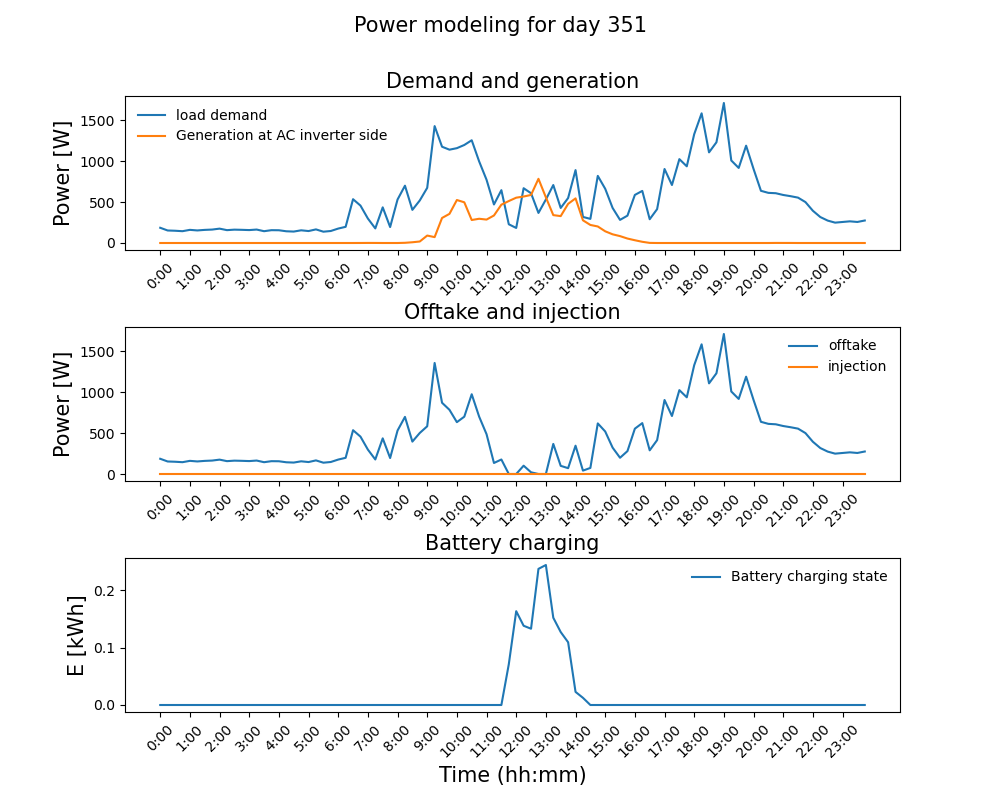 Power modeling for day 351
Demand and generation
Power [W]
1500
1000
500
0
load demand
Generation at AC inverter side
0:00 1:00 2:00 3:00 4:00 5:00 6:00 7:00 8:00 9:00 10:00 11:00 12:00 13:00 14:00 15:00 16:00 17:00 18:00 19:00 20:00 21:00 22:00 23:00
Offtake and injection
Power [W]
1500
1000
500
0
offtake
injection
0:00 1:00 2:00 3:00 4:00 5:00 6:00 7:00 8:00 9:00 10:00 11:00 12:00 13:00 14:00 15:00 16:00 17:00 18:00 19:00 20:00 21:00 22:00 23:00
Battery charging
E [kWh]
0.2
0.1
0.0
Battery charging state
0:00 1:00 2:00 3:00 4:00 5:00 6:00 7:00 8:00 9:00 10:00 11:00 12:00 13:00 14:00 15:00 16:00 17:00 18:00 19:00 20:00 21:00 22:00 23:00
Time (hh:mm)